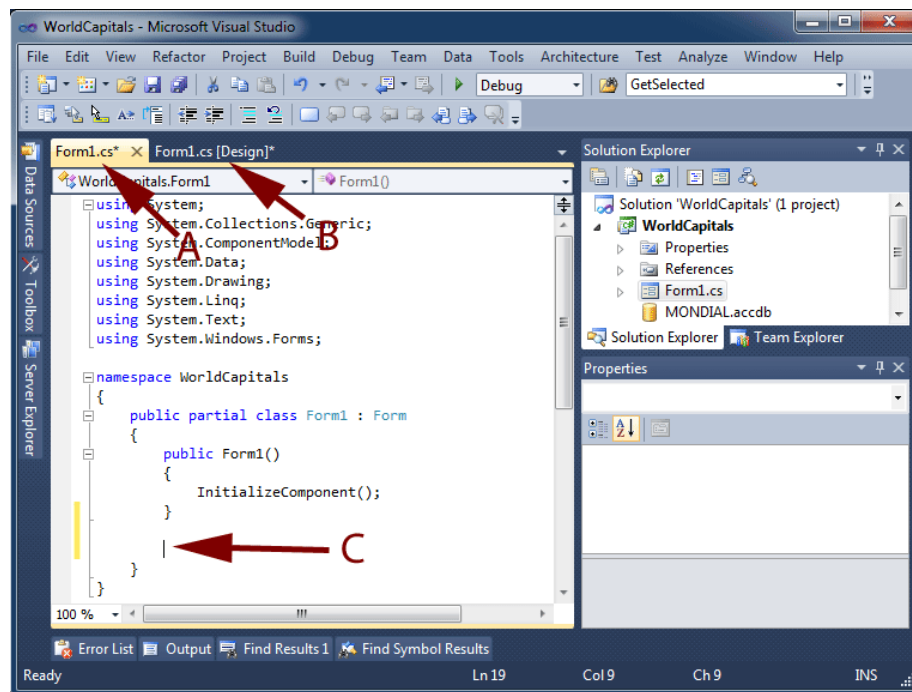 WorldCapitals - Microsoft Visual Studio
File Edit View Refactor Project Build Debug Team Data Tools Architecture Test Analyze Window Help
Debug GetSelected
Form1.cs* Form1.cs [Design]* Solution Explorer
WorldCapitals.Form1 Form1()
Data Sources
Toolbox
Server Explorer
using System;
using System.Collections.Generic;
using System.ComponentModel;
using System.Data;
using System.Drawing;
using System.Linq;
using System.Text;
using System.Windows.Forms;
A
B
namespace WorldCapitals
{
public partial class Form1 : Form
{
public Form1()
{
InitializeComponent();
}
C
}
}
100 %
Solution 'WorldCapitals' (1 project)
WorldCapitals
Properties
References
Form1.cs
MONDIAL.accdb
Solution Explorer Team Explorer
Properties
A
Z
Error List Output Find Results 1 Find Symbol Results
Ready Ln 19 Col 9 Ch 9 INS